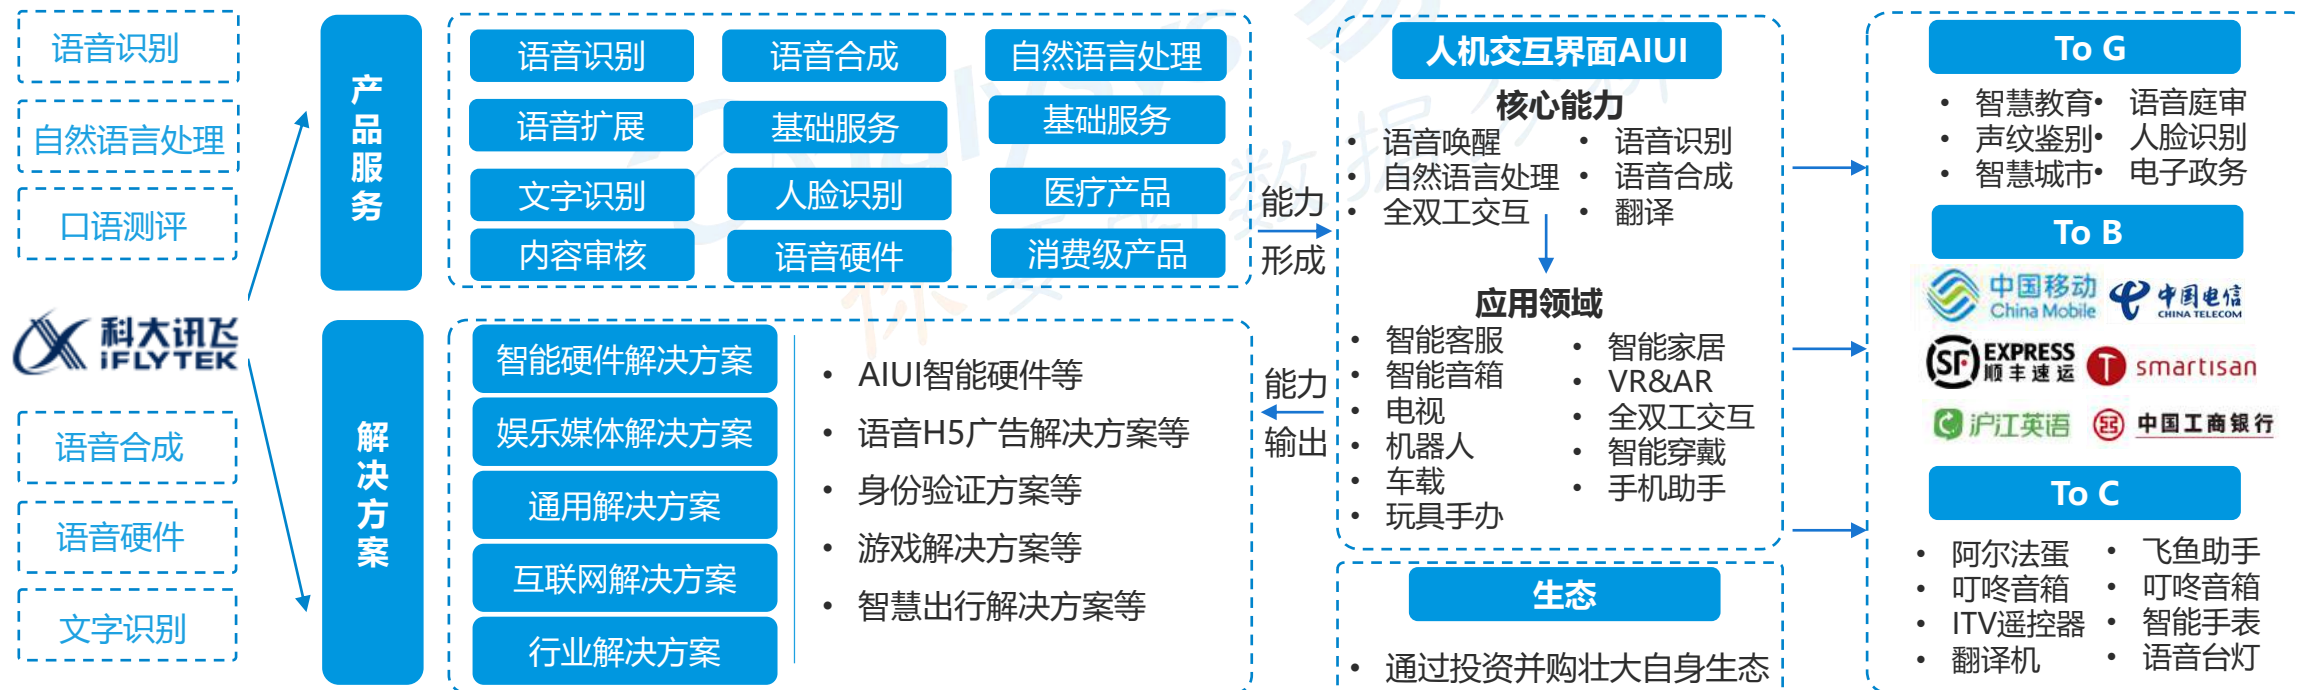 语音识别
自然语言处理
口语测评
科大讯飞
iFLYTEK
语音合成
语音硬件
文字识别
产品服务
语音识别
语音合成
自然语言处理
语音扩展
基础服务
基础服务
文字识别
人脸识别
医疗产品
内容审核
语音硬件
消费级产品
解决方案
智能硬件解决方案
娱乐媒体解决方案
通用解决方案
互联网解决方案
行业解决方案
• AIUI智能硬件等
• 语音H5广告解决方案等
• 身份验证方案等
• 游戏解决方案等
• 智慧出行解决方案等
能力
形成
能力
输出
人机交互界面AIUI
核心能力
• 语音唤醒
• 自然语言处理
• 全双工交互
• 语音识别
• 语音合成
• 翻译
应用领域
• 智能客服
• 智能音箱
• 电视
• 机器人
• 车载
• 玩具手办
• 智能家居
• VR&AR
• 全双工交互
• 智能穿戴
• 手机助手
生态
• 通过投资并购壮大自身生态
To G
• 智慧教育
• 声纹鉴别
• 智慧城市
• 语音庭审
• 人脸识别
• 电子政务
To B
中国移动
China Mobile
中国电信
CHINA TELECOM
SF EXPRESS
顺丰速运
T smartisan
沪江英语
中国工商银行
To C
• 阿尔法蛋
• 叮咚音箱
• ITV遥控器
• 翻译机
• 飞鱼助手
• 叮咚音箱
• 智能手表
• 语音台灯